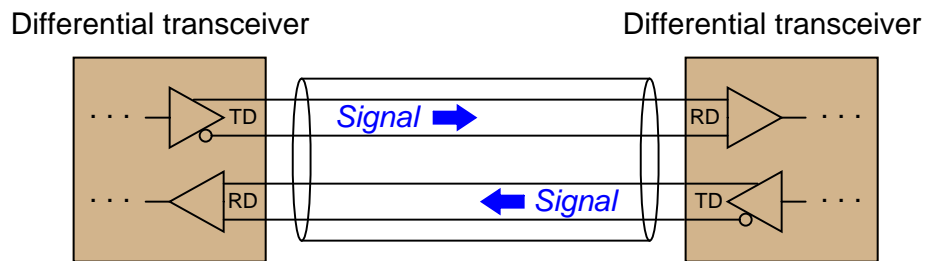 Differential transceiver Differential transceiver
. . . TD Signal RD . . .
. . . RD Signal TD . . .